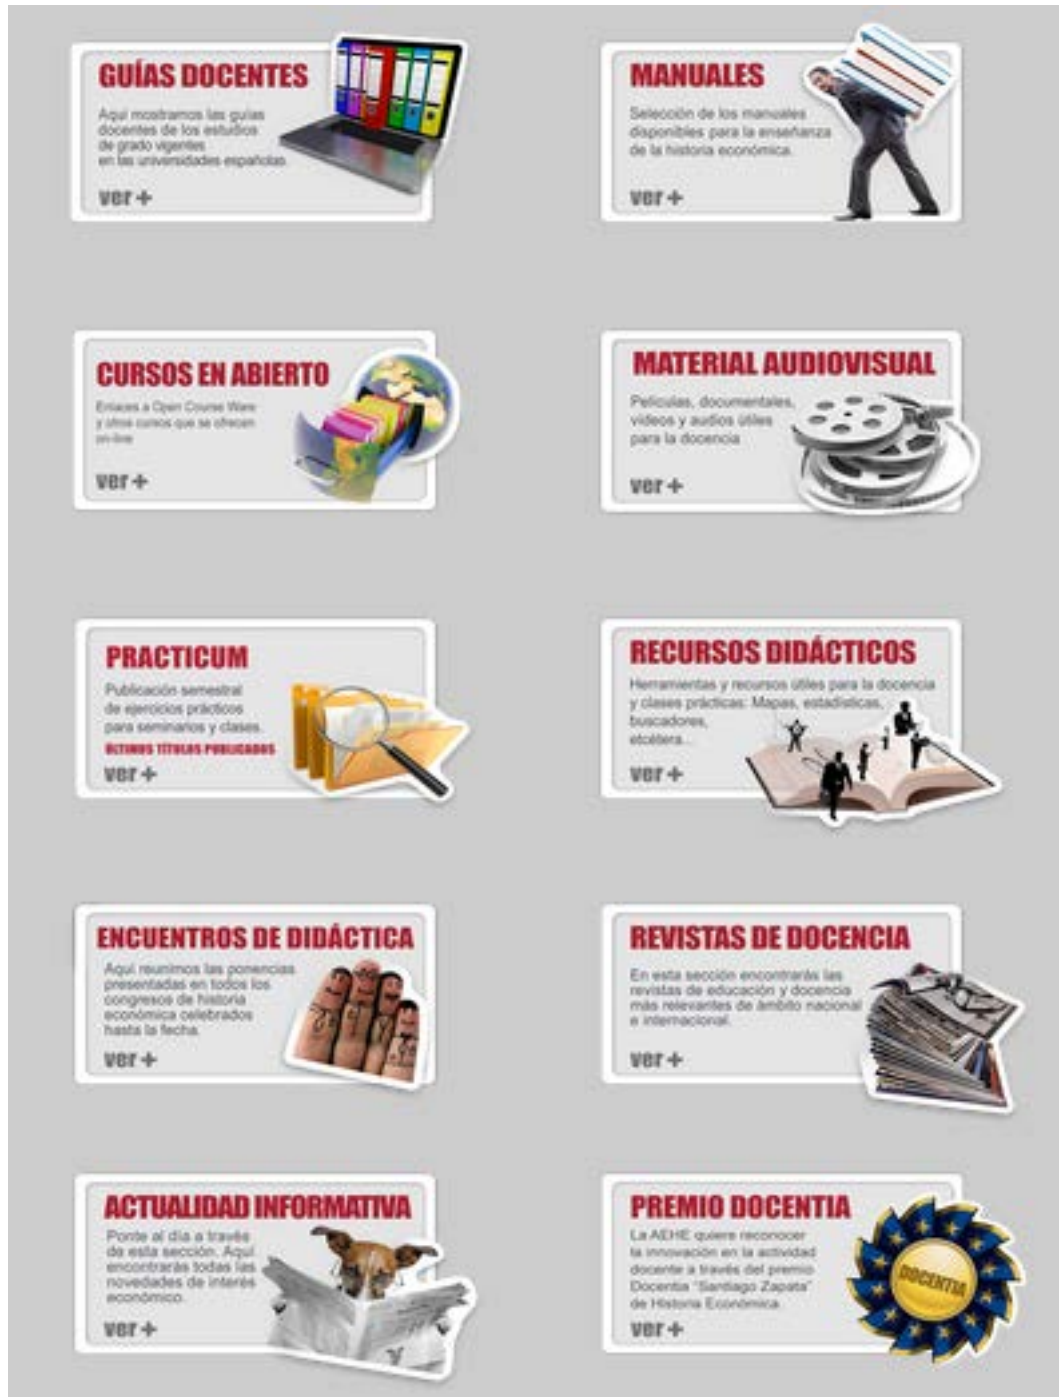 GUÍAS DOCENTES
Aquí mostramos las guías
docentes de los estudios
de grado vigentes
en las universidades españolas.
ver +
MANUALES
Selección de los manuales
disponibles para la enseñanza
de la historia económica.
ver +
CURSOS EN ABIERTO
Enlaces a Open Course Ware
y otros cursos que se ofrecen
on-line
ver +
MATERIAL AUDIOVISUAL
Películas, documentales,
vídeos y audios útiles
para la docencia
ver +
PRACTICUM
Publicación semestral
de ejercicios prácticos
para seminarios y clases.
ÚLTIMOS TÍTULOS PUBLICADOS
ver +
RECURSOS DIDÁCTICOS
Herramientas y recursos útiles para la docencia
y clases prácticas: Mapas, estadísticas,
buscadores,
etcétera...
ver +
ENCUENTROS DE DIDÁCTICA
Aquí reunimos las ponencias
presentadas en todos los
congresos de historia
económica celebrados
hasta la fecha.
ver +
REVISTAS DE DOCENCIA
En esta sección encontrarás las
revistas de educación y docencia
más relevantes de ámbito nacional
e internacional.
ver +
ACTUALIDAD INFORMATIVA
Ponte al día a través
de esta sección. Aquí
encontrarás todas las
novedades de interés
económico.
ver +
PREMIO DOCENTIA
La AEHE quiere reconocer
la innovación en la actividad
docente a través del premio
Docentia "Santiago Zapata"
de Historia Económica.
ver +
DOCENTIA